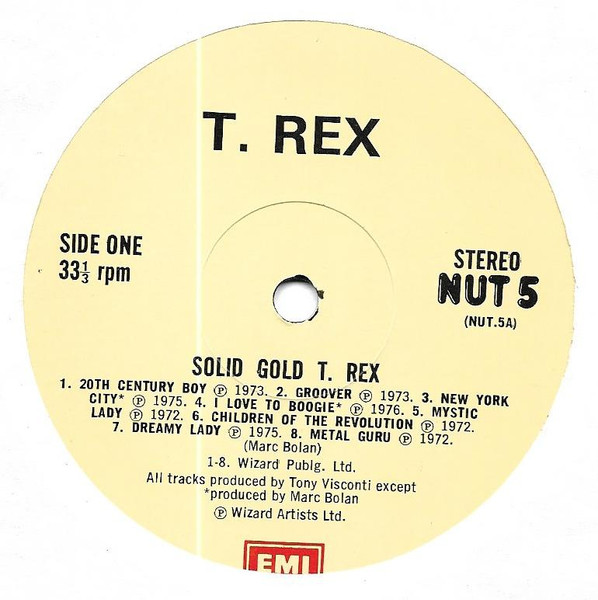 T. REX
SIDE ONE
33⅓ rpm
STEREO
NUT 5
(NUT.5A)
SOLID GOLD T. REX
1. 20TH CENTURY BOY Ⓟ 1973. 2. GROOVER Ⓟ 1973. 3. NEW YORK
CITY* Ⓟ 1975. 4. I LOVE TO BOOGIE* Ⓟ 1976. 5. MYSTIC
LADY Ⓟ 1972. 6. CHILDREN OF THE REVOLUTION Ⓟ 1972.
7. DREAMY LADY Ⓟ 1975. 8. METAL GURU Ⓟ 1972.
(Marc Bolan)
1-8. Wizard Publg. Ltd.
All tracks produced by Tony Visconti except
*produced by Marc Bolan
Ⓟ Wizard Artists Ltd.
EMI